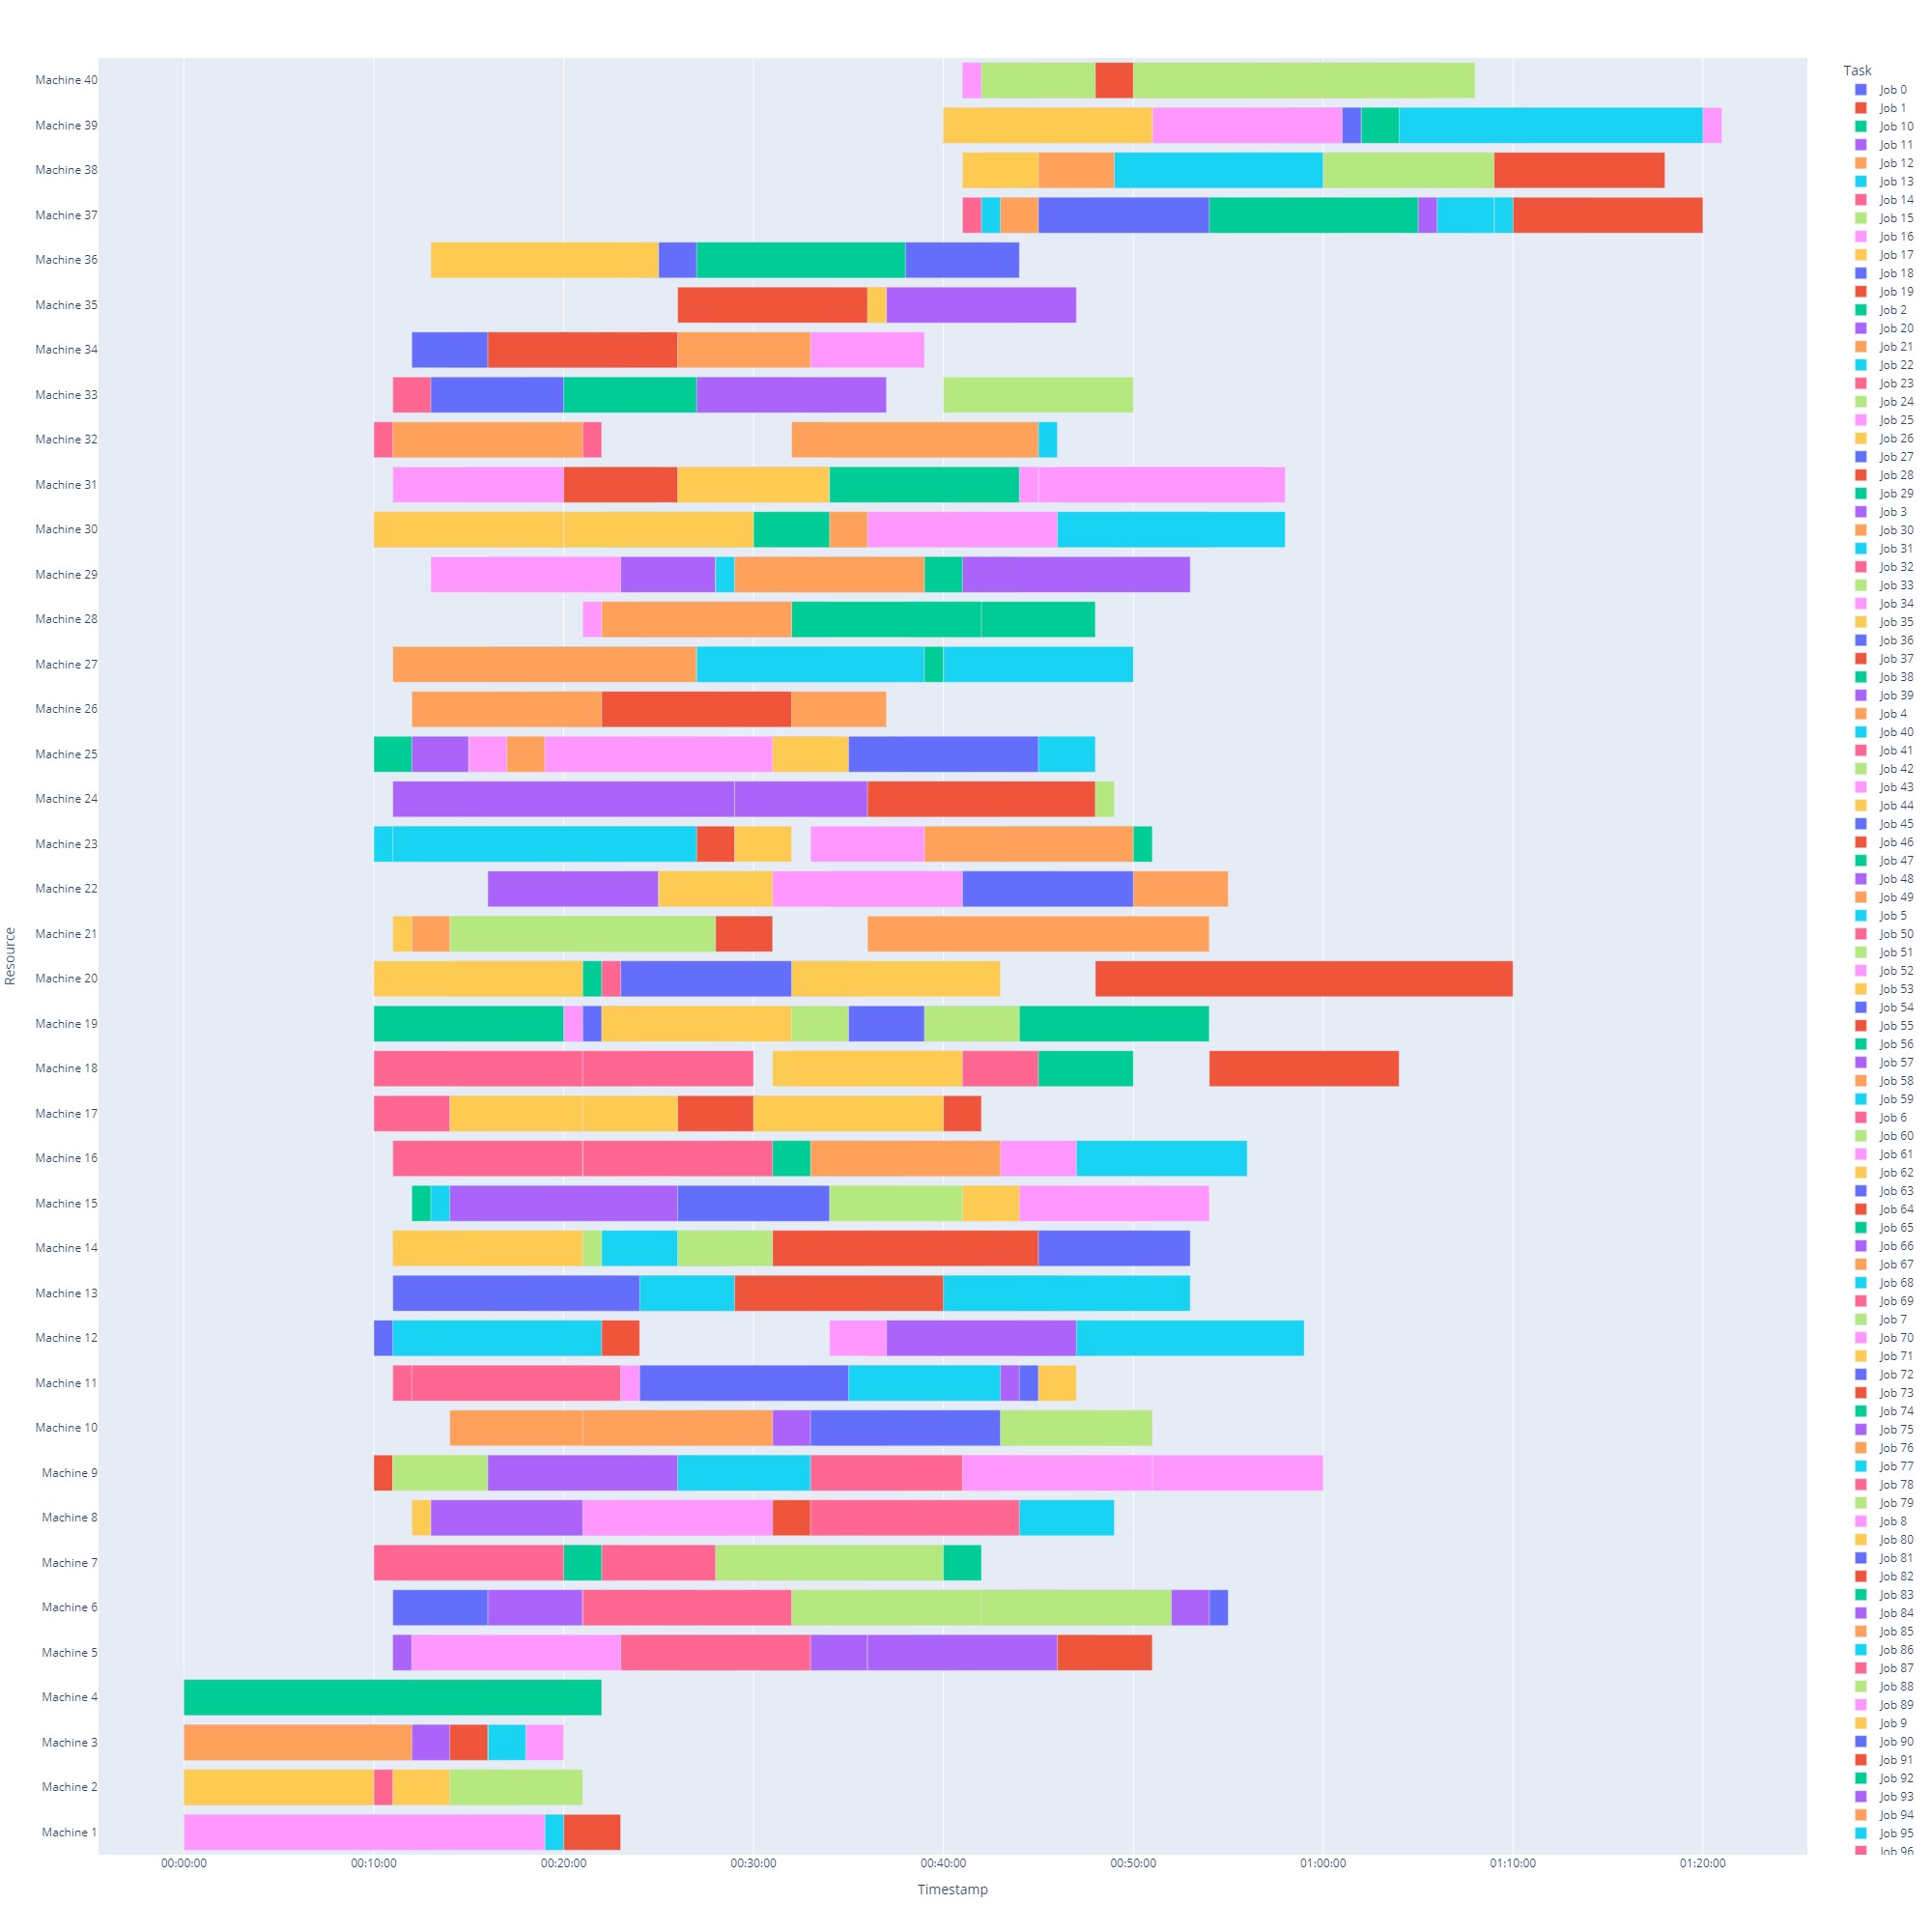 Machine 40
Machine 39
Machine 38
Machine 37
Machine 36
Machine 35
Machine 34
Machine 33
Machine 32
Machine 31
Machine 30
Machine 29
Machine 28
Machine 27
Machine 26
Machine 25
Machine 24
Machine 23
Machine 22
Machine 21
Machine 20
Machine 19
Machine 18
Machine 17
Machine 16
Machine 15
Machine 14
Machine 13
Machine 12
Machine 11
Machine 10
Machine 9
Machine 8
Machine 7
Machine 6
Machine 5
Machine 4
Machine 3
Machine 2
Machine 1
Resource
00:00:00 00:10:00 00:20:00 00:30:00 00:40:00 00:50:00 01:00:00 01:10:00 01:20:00
Timestamp
Task
Job 0
Job 1
Job 10
Job 11
Job 12
Job 13
Job 14
Job 15
Job 16
Job 17
Job 18
Job 19
Job 2
Job 20
Job 21
Job 22
Job 23
Job 24
Job 25
Job 26
Job 27
Job 28
Job 29
Job 3
Job 30
Job 31
Job 32
Job 33
Job 34
Job 35
Job 36
Job 37
Job 38
Job 39
Job 4
Job 40
Job 41
Job 42
Job 43
Job 44
Job 45
Job 46
Job 47
Job 48
Job 49
Job 5
Job 50
Job 51
Job 52
Job 53
Job 54
Job 55
Job 56
Job 57
Job 58
Job 59
Job 6
Job 60
Job 61
Job 62
Job 63
Job 64
Job 65
Job 66
Job 67
Job 68
Job 69
Job 7
Job 70
Job 71
Job 72
Job 73
Job 74
Job 75
Job 76
Job 77
Job 78
Job 79
Job 8
Job 80
Job 81
Job 82
Job 83
Job 84
Job 85
Job 86
Job 87
Job 88
Job 89
Job 9
Job 90
Job 91
Job 92
Job 93
Job 94
Job 95
Job 96